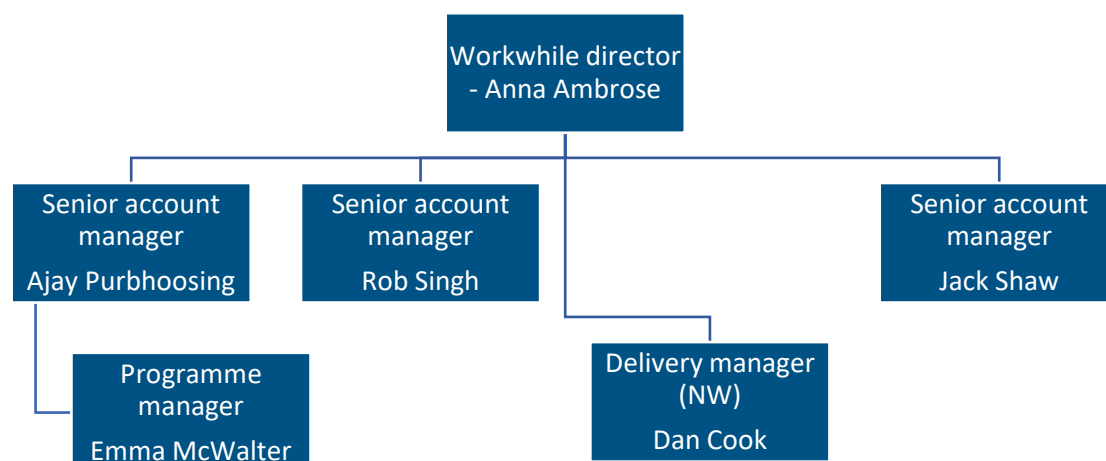 Workwhile director
- Anna Ambrose
Senior account
manager
Ajay Purbhoosing
Senior account
manager
Rob Singh
Senior account
manager
Jack Shaw
Programme
manager
Emma McWalter
Delivery manager
(NW)
Dan Cook